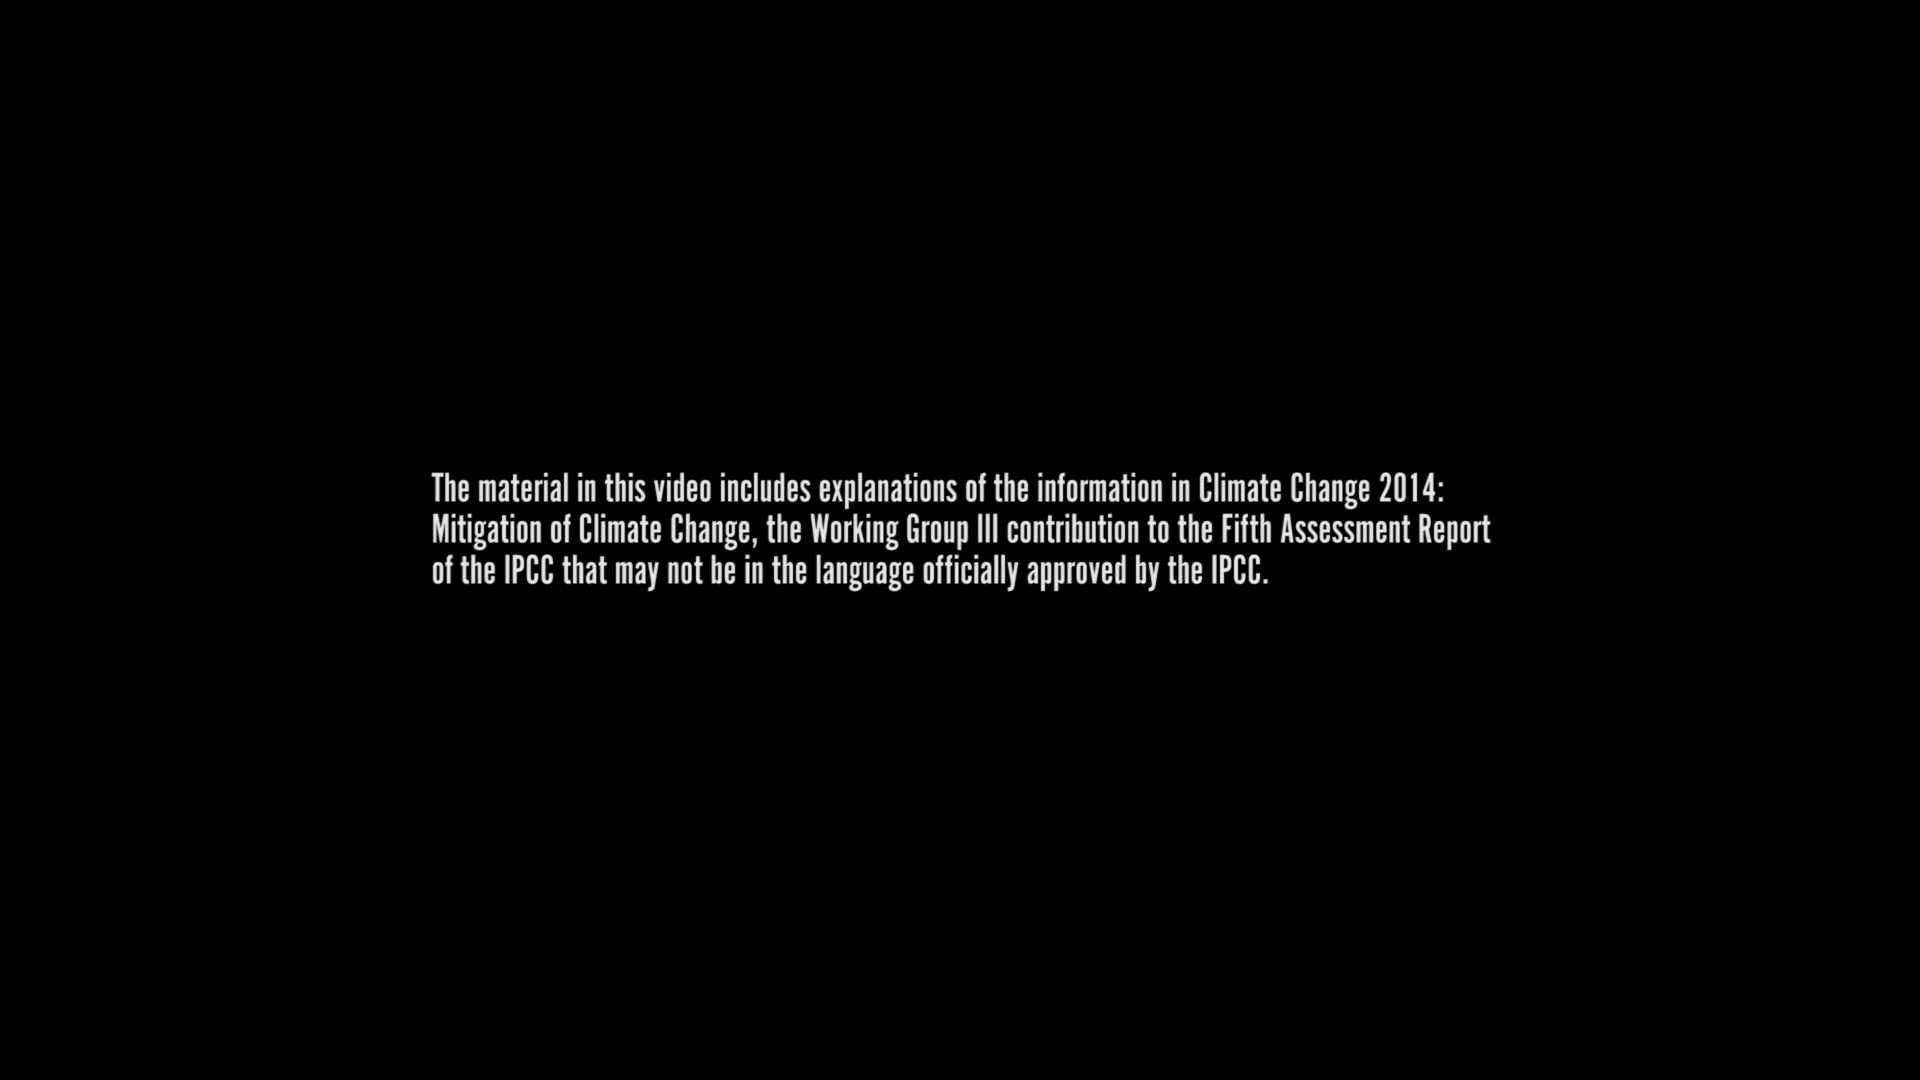 The material in this video includes explanations of the information in Climate Change 2014:
Mitigation of Climate Change, the Working Group III contribution to the Fifth Assessment Report
of the IPCC that may not be in the language officially approved by the IPCC.